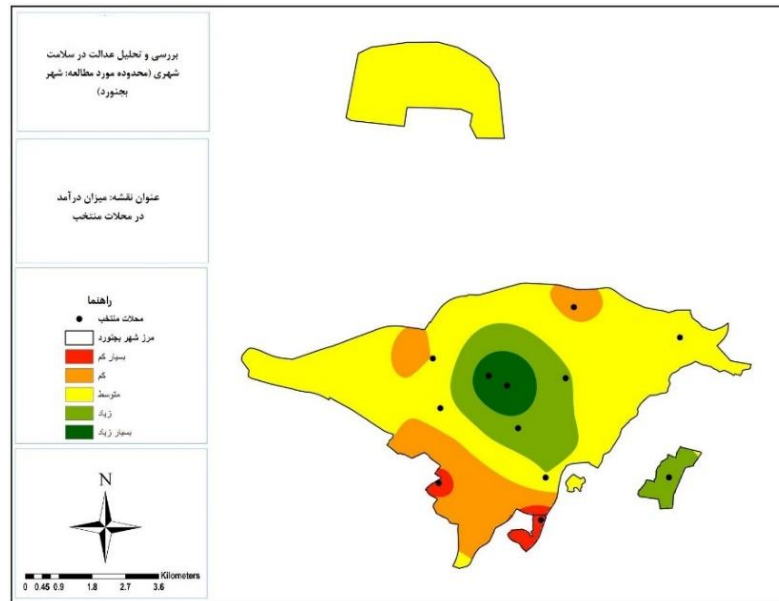 بررسی و تحلیل عدالت در سلامت
شهری (محدوده مورد مطالعه: شهر
بجنورد)
عنوان نقشه: میزان درآمد
در محلات منتخب
راهنما
محلات منتخب
مرز شهر بجنورد
بسیار کم
کم
متوسط
زیاد
بسیار زیاد
N
Kilometers
0 0.45 0.9 1.8 2.7 3.6